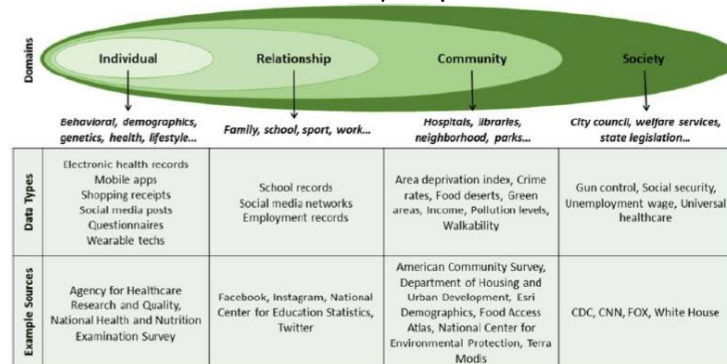 Domains
Individual
Relationship
Community
Society
Behavioral, demographics,
genetics, health, lifestyle...
Family, school, sport, work...
Hospitals, libraries,
neighborhood, parks...
City council, welfare services,
state legislation...
Data Types
Electronic health records
Mobile apps
Shopping receipts
Social media posts
Questionnaires
Wearable techs
School records
Social media networks
Employment records
Area deprivation index, Crime
rates, Food deserts, Green
areas, Income, Pollution levels,
Walkability
Gun control, Social security,
Unemployment wage, Universal
healthcare
Example Sources
Agency for Healthcare
Research and Quality,
National Health and Nutrition
Examination Survey
Facebook, Instagram, National
Center for Education Statistics,
Twitter
American Community Survey,
Department of Housing and
Urban Development, Esri
Demographics, Food Access
Atlas, National Center for
Environmental Protection, Terra
Modis
CDC, CNN, FOX, White House